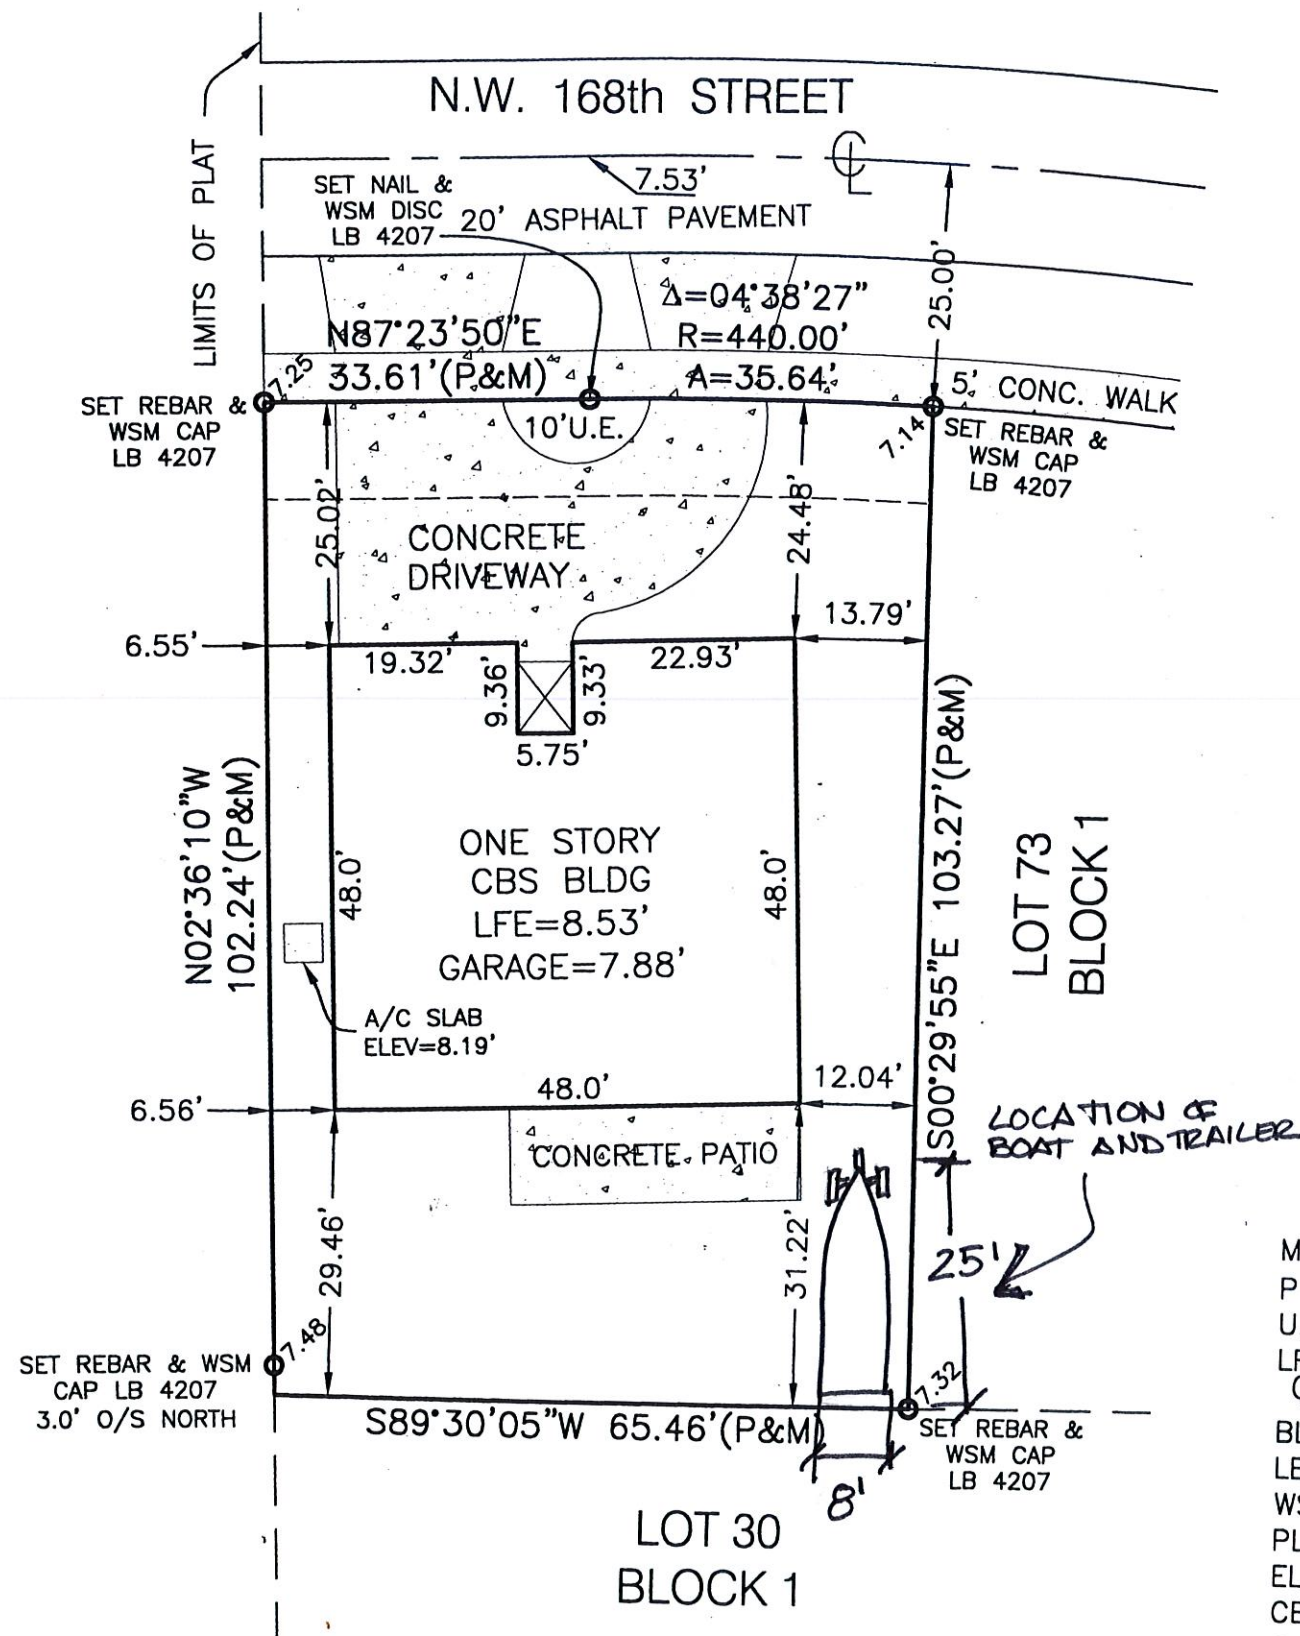 N.W. 168th STREET
LIMITS OF PLAT
℄
7.53'
SET NAIL &
WSM DISC
LB 4207
20' ASPHALT PAVEMENT
25.00'
Δ=04°38'27"
N87°23'50"E
R=440.00'
7.25
33.61'(P&M)
A=35.64'
5' CONC. WALK
SET REBAR &
WSM CAP
LB 4207
10'U.E.
7.14
SET REBAR &
WSM CAP
LB 4207
25.02'
24.48'
CONCRETE
DRIVEWAY
13.79'
6.55'
19.32'
22.93'
9.36'
9.33'
5.75'
N02°36'10"W
102.24'(P&M)
48.0'
ONE STORY
CBS BLDG
LFE=8.53'
GARAGE=7.88'
48.0'
S00°29'55"E 103.27'(P&M)
LOT 73
BLOCK 1
A/C SLAB
ELEV=8.19'
48.0'
12.04'
6.56'
LOCATION OF
BOAT AND TRAILER
CONCRETE PATIO
29.46'
31.22'
25'
7.48
SET REBAR & WSM
CAP LB 4207
3.0' O/S NORTH
7.32
S89°30'05"W 65.46'(P&M)
SET REBAR &
WSM CAP
LB 4207
8'
LOT 30
BLOCK 1
M
P
U
BL
PL
EL